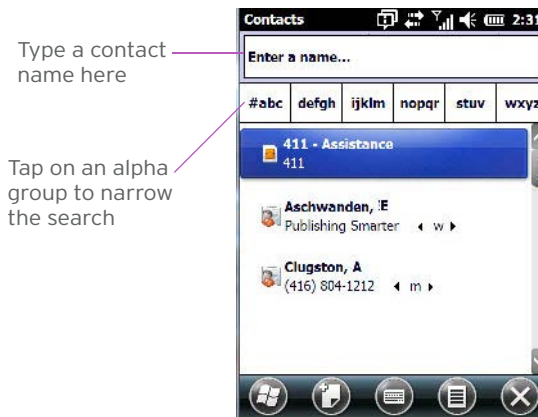 Contacts 2:31
Type a contact
name here
Enter a name...
#abc defgh ijklm nopqr stuv wxyz
Tap on an alpha
group to narrow
the search
411 - Assistance
411
Aschwanden, E
Publishing Smarter w
Clugston, A
(416) 804-1212 m